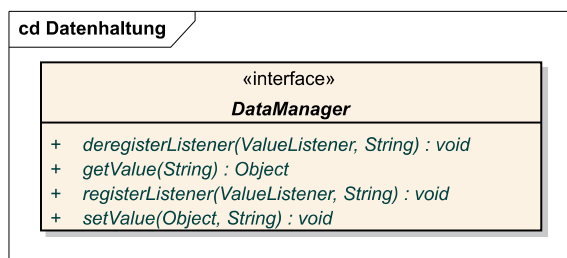 cd Datenhaltung
«interface»
DataManager
+ deregisterListener(ValueListener, String) : void
+ getValue(String) : Object
+ registerListener(ValueListener, String) : void
+ setValue(Object, String) : void